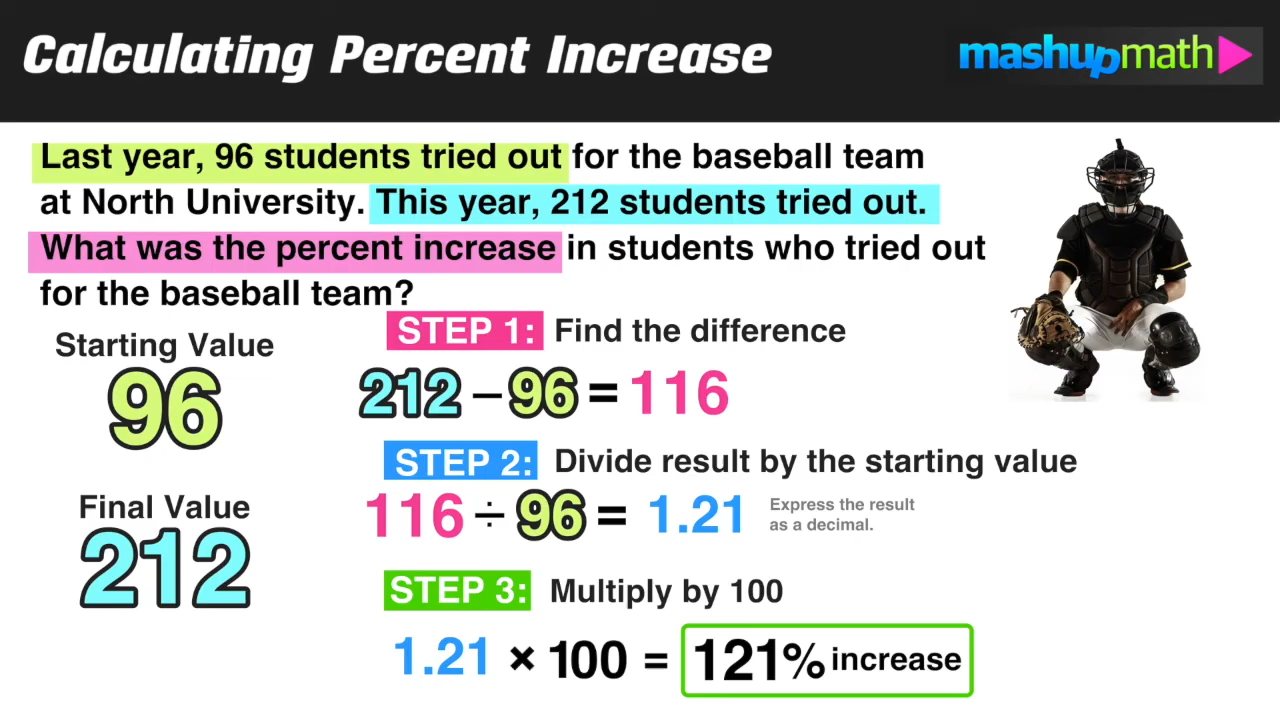 Calculating Percent Increase
mashupmath
Last year, 96 students tried out for the baseball team
at North University. This year, 212 students tried out.
What was the percent increase in students who tried out
for the baseball team?
Starting Value
96
Final Value
212
STEP 1: Find the difference
212 – 96 = 116
STEP 2: Divide result by the starting value
116 ÷ 96 = 1.21
Express the result
as a decimal.
STEP 3: Multiply by 100
1.21 × 100 = 121% increase